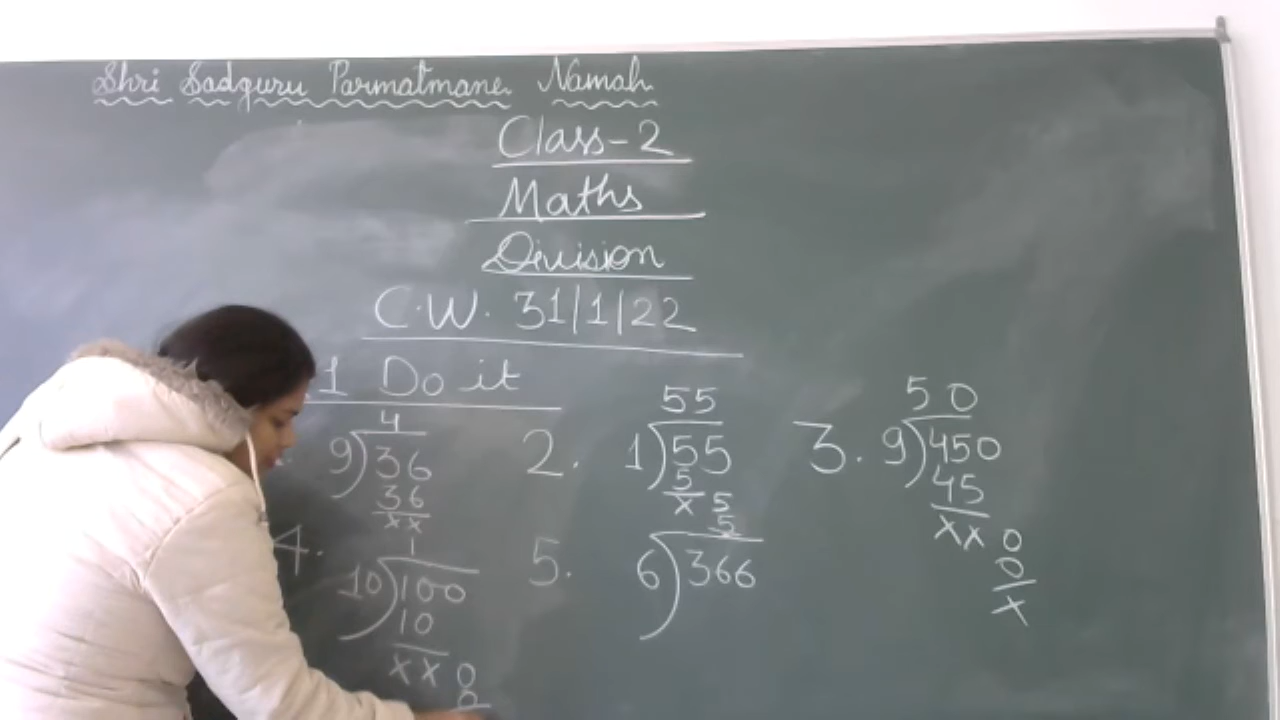 Shri Sadguru Parmatmane Namah
Class-2
Maths
Division
C.W. 31/1/22
1 Do it
4
9)36
36
xx
2. 55
1)55
5
x5
5
3. 50
9)450
45
xx0
0
x
4. 1
10)100
10
xx0
0
5. 6)366